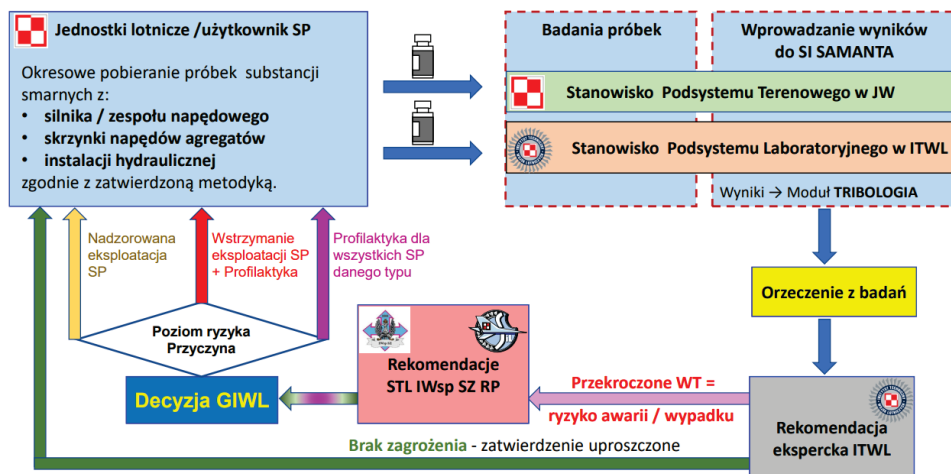 Jednostki lotnicze /użytkownik SP
Okresowe pobieranie próbek substancji
smarnych z:
• silnika / zespołu napędowego
• skrzynki napędów agregatów
• instalacji hydraulicznej
zgodnie z zatwierdzoną metodyką.
Badania próbek
Wprowadzanie wyników
do SI SAMANTA
Stanowisko Podsystemu Terenowego w JW
Stanowisko Podsystemu Laboratoryjnego w ITWL
Wyniki → Moduł TRIBOLOGIA
Nadzorowana
eksploatacja
SP
Wstrzymanie
eksploatacji SP
+ Profilaktyka
Profilaktyka dla
wszystkich SP
danego typu
Orzeczenie z badań
Poziom ryzyka
Przyczyna
Rekomendacje
STL IWsp SZ RP
Przekroczone WT =
ryzyko awarii / wypadku
Decyzja GIWL
Rekomendacja
ekspercka ITWL
Brak zagrożenia - zatwierdzenie uproszczone